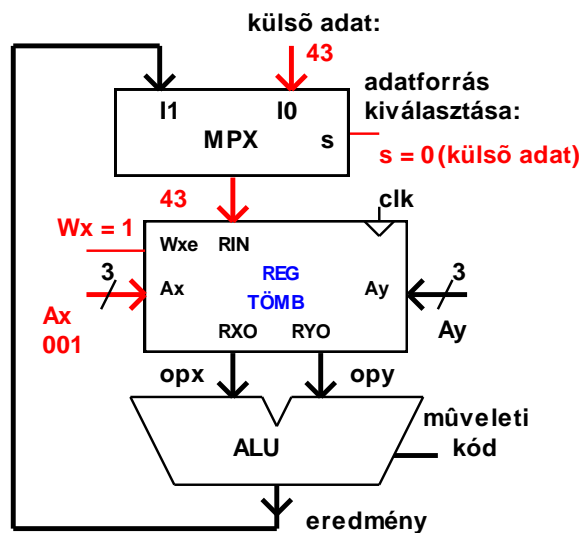 külsõ adat:
43
adatforrás
kiválasztása:
I1
I0
MPX
s
s = 0 (külsõ adat)
43
clk
Wx = 1
Wxe
RIN
3
REG
3
Ax
TÖMB
Ay
Ax
001
RXO
RYO
Ay
opx
opy
ALU
mûveleti
kód
eredmény